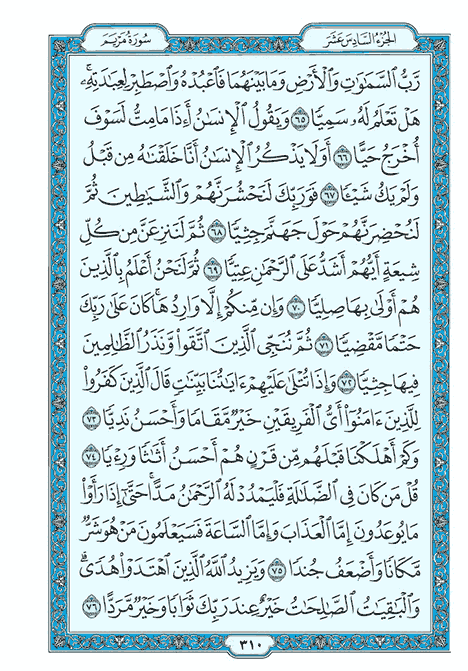 الجزء السادس عشر
سورة مريم
رَّبُّ ٱلسَّمَٰوَٰتِ وَٱلۡأَرۡضِ وَمَا بَيۡنَهُمَا فَٱعۡبُدۡهُ وَٱصۡطَبِرۡ لِعِبَٰدَتِهِۦۚ
هَلۡ تَعۡلَمُ لَهُۥ سَمِيّٗا ٦٥ وَيَقُولُ ٱلۡإِنسَٰنُ أَءِذَا مَا مِتُّ لَسَوۡفَ
أُخۡرَجُ حَيًّا ٦٦ أَوَلَا يَذۡكُرُ ٱلۡإِنسَٰنُ أَنَّا خَلَقۡنَٰهُ مِن قَبۡلُ
وَلَمۡ يَكُ شَيۡـٔٗا ٦٧ فَوَرَبِّكَ لَنَحۡشُرَنَّهُمۡ وَٱلشَّيَٰطِينَ ثُمَّ
لَنُحۡضِرَنَّهُمۡ حَوۡلَ جَهَنَّمَ جِثِيّٗا ٦٨ ثُمَّ لَنَنزِعَنَّ مِن كُلِّ
شِيعَةٍ أَيُّهُمۡ أَشَدُّ عَلَى ٱلرَّحۡمَٰنِ عِتِيّٗا ٦٩ ثُمَّ لَنَحۡنُ أَعۡلَمُ بِٱلَّذِينَ
هُمۡ أَوۡلَىٰ بِهَا صِلِيّٗا ٧٠ وَإِن مِّنكُمۡ إِلَّا وَارِدُهَاۚ كَانَ عَلَىٰ رَبِّكَ
حَتۡمٗا مَّقۡضِيّٗا ٧١ ثُمَّ نُنَجِّي ٱلَّذِينَ ٱتَّقَواْ وَّنَذَرُ ٱلظَّٰلِمِينَ
فِيهَا جِثِيّٗا ٧٢ وَإِذَا تُتۡلَىٰ عَلَيۡهِمۡ ءَايَٰتُنَا بَيِّنَٰتٖ قَالَ ٱلَّذِينَ كَفَرُواْ
لِلَّذِينَ ءَامَنُوٓاْ أَيُّ ٱلۡفَرِيقَيۡنِ خَيۡرٞ مَّقَامٗا وَأَحۡسَنُ نَدِيّٗا ٧٣
وَكَمۡ أَهۡلَكۡنَا قَبۡلَهُم مِّن قَرۡنٍ هُمۡ أَحۡسَنُ أَثَٰثٗا وَرِءۡيٗا ٧٤
قُلۡ مَن كَانَ فِي ٱلضَّلَٰلَةِ فَلۡيَمۡدُدۡ لَهُ ٱلرَّحۡمَٰنُ مَدًّاۚ حَتَّىٰٓ إِذَا رَأَوۡاْ
مَا يُوعَدُونَ إِمَّا ٱلۡعَذَابَ وَإِمَّا ٱلسَّاعَةَ فَسَيَعۡلَمُونَ مَنۡ هُوَ شَرّٞ
مَّكَانٗا وَأَضۡعَفُ جُندٗا ٧٥ وَيَزِيدُ ٱللَّهُ ٱلَّذِينَ ٱهۡتَدَوۡاْ هُدٗىۗ
وَٱلۡبَٰقِيَٰتُ ٱلصَّٰلِحَٰتُ خَيۡرٌ عِندَ رَبِّكَ ثَوَابٗا وَخَيۡرٞ مَّرَدًّا ٧٦
٣١٠